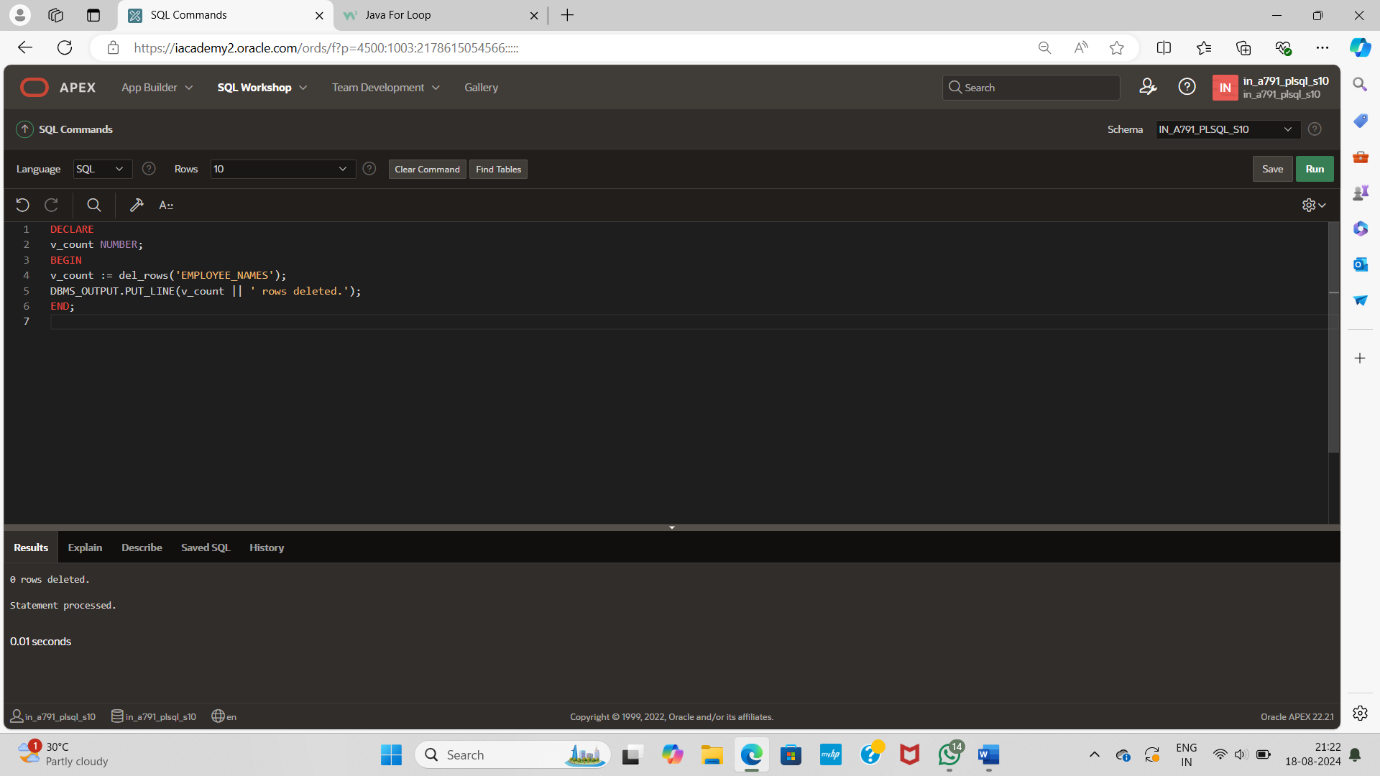 SQL Commands
Java For Loop
https://iacademy2.oracle.com/ords/f?p=4500:1003:2178615054566:::::
APEX App Builder SQL Workshop Team Development Gallery Search IN in_a791_plsql_s10
in_a791_plsql_s10
SQL Commands Schema IN_A791_PLSQL_S10
Language SQL Rows 10 Clear Command Find Tables Save Run
1 DECLARE
2 v_count NUMBER;
3 BEGIN
4 v_count := del_rows('EMPLOYEE_NAMES');
5 DBMS_OUTPUT.PUT_LINE(v_count || ' rows deleted.');
6 END;
7
Results Explain Describe Saved SQL History
0 rows deleted.
Statement processed.
0.01 seconds
in_a791_plsql_s10 in_a791_plsql_s10 en Copyright © 1999, 2022, Oracle and/or its affiliates. Oracle APEX 22.2.1
1 30°C
Partly cloudy
Search
myhp
14
ENG
IN
21:22
18-08-2024